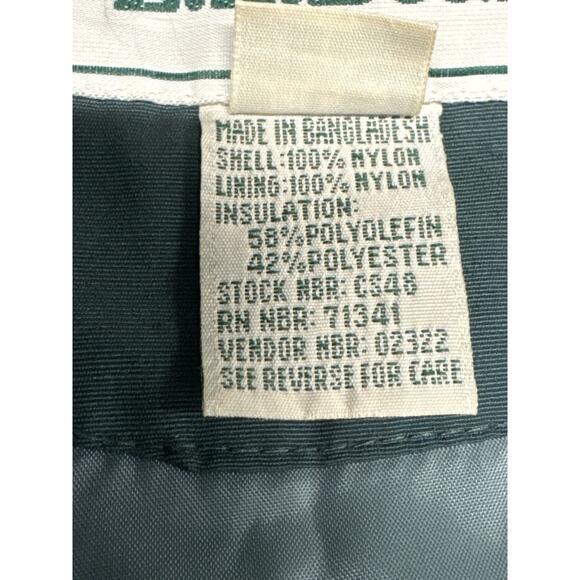 MADE IN BANGLADESH
SHELL:100% NYLON
LINING:100% NYLON
INSULATION:
58%POLYOLEFIN
42%POLYESTER
STOCK NBR: CS48
RN NBR: 71341
VENDOR NBR: 02322
SEE REVERSE FOR CARE